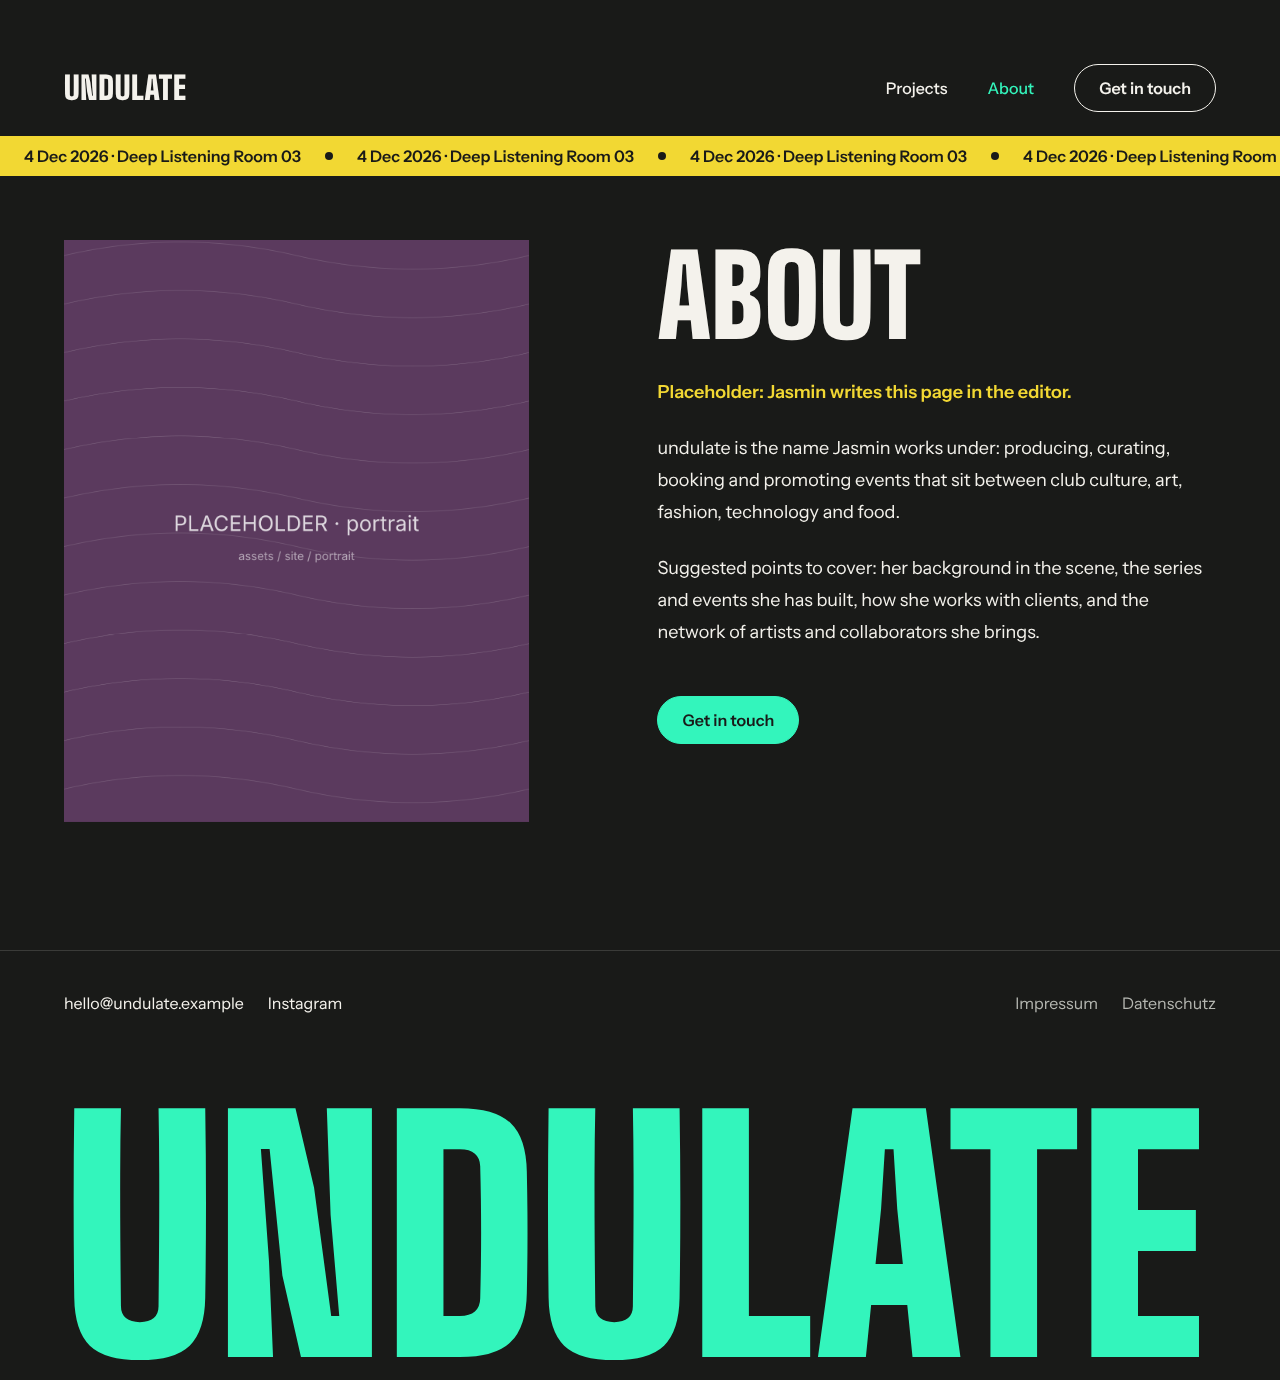 UNDULATE
Projects About Get in touch
4 Dec 2026 · Deep Listening Room 03 • 4 Dec 2026 · Deep Listening Room 03 • 4 Dec 2026 · Deep Listening Room 03 • 4 Dec 2026 · Deep Listening Room
PLACEHOLDER · portrait
assets / site / portrait
ABOUT
Placeholder: Jasmin writes this page in the editor.
undulate is the name Jasmin works under: producing, curating,
booking and promoting events that sit between club culture, art,
fashion, technology and food.
Suggested points to cover: her background in the scene, the series
and events she has built, how she works with clients, and the
network of artists and collaborators she brings.
Get in touch
hello@undulate.example Instagram Impressum Datenschutz
UNDULATE